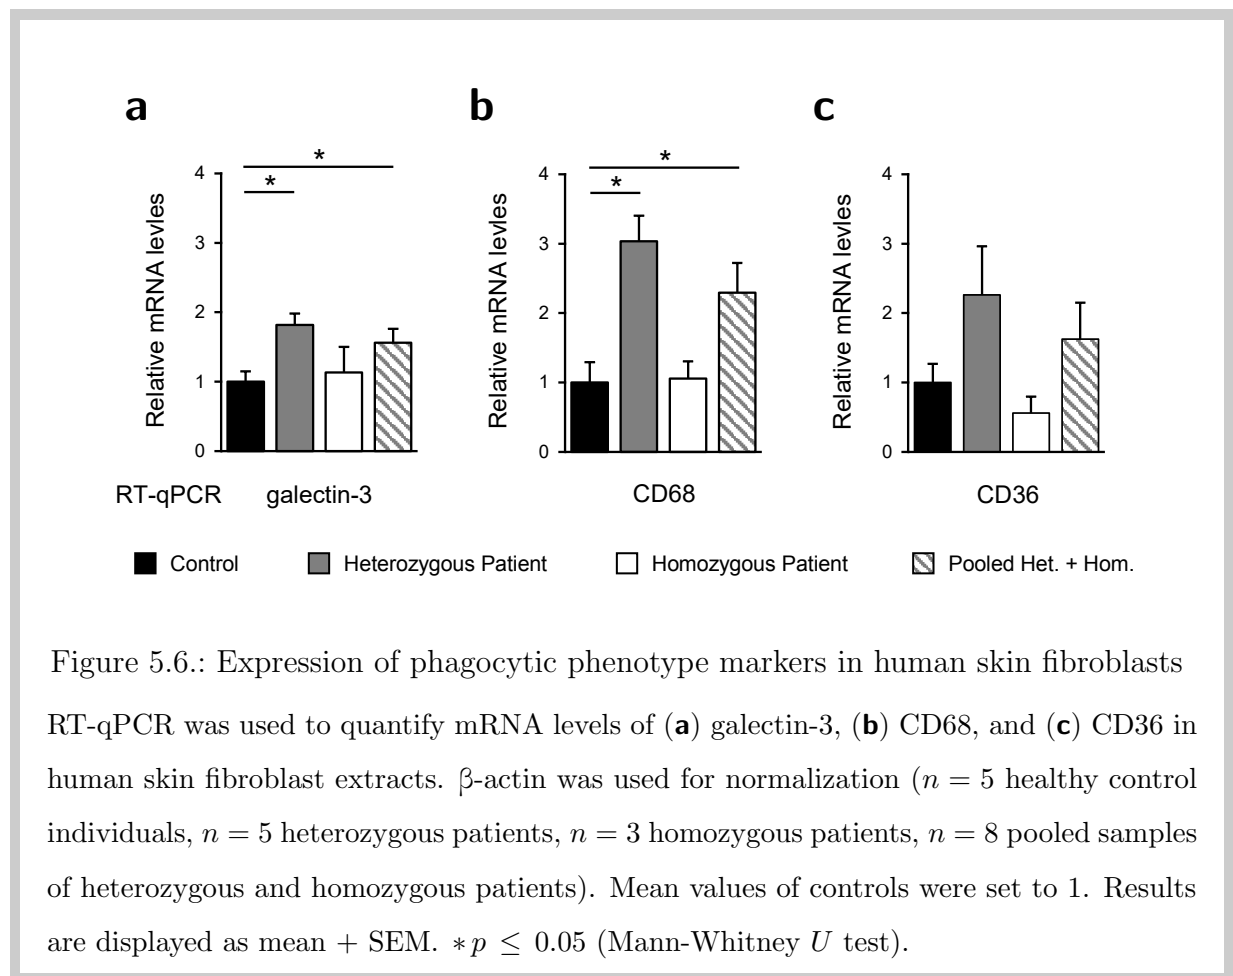 a b c
* * * *
4 4 4
3 3 3
2 2 2
1 1 1
0 0 0
Relative mRNA levles Relative mRNA levles Relative mRNA levles
RT-qPCR galectin-3 CD68 CD36
Control Heterozygous Patient Homozygous Patient Pooled Het. + Hom.
Figure 5.6.: Expression of phagocytic phenotype markers in human skin fibroblasts
RT-qPCR was used to quantify mRNA levels of (a) galectin-3, (b) CD68, and (c) CD36 in
human skin fibroblast extracts. β-actin was used for normalization (n = 5 healthy control
individuals, n = 5 heterozygous patients, n = 3 homozygous patients, n = 8 pooled samples
of heterozygous and homozygous patients). Mean values of controls were set to 1. Results
are displayed as mean + SEM. *p ≤ 0.05 (Mann-Whitney U test).